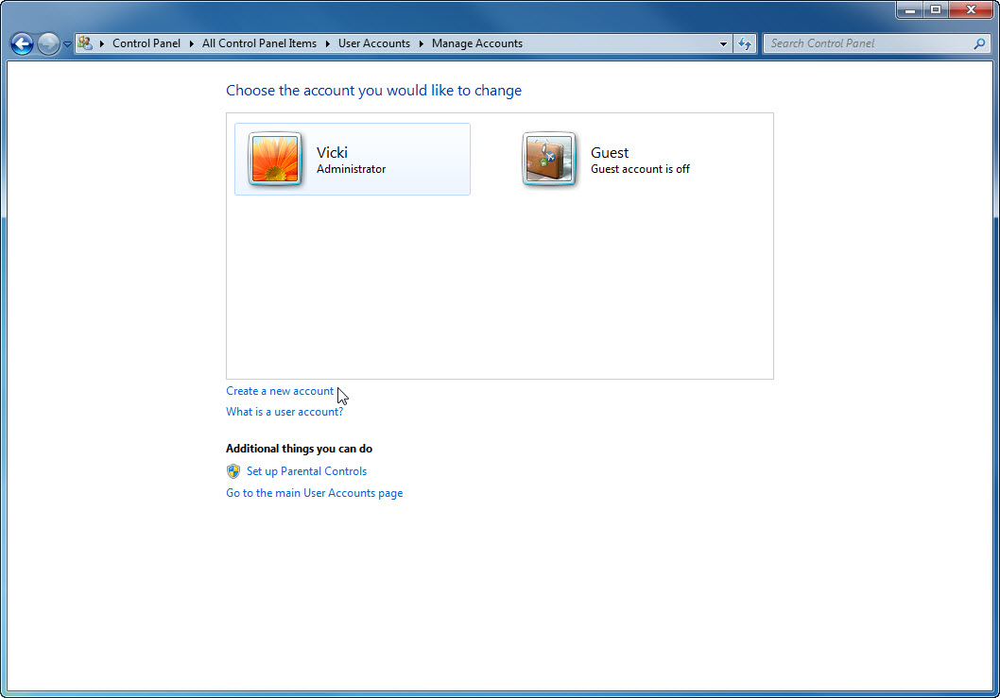 Control Panel All Control Panel Items User Accounts Manage Accounts
Search Control Panel
Choose the account you would like to change
Vicki
Administrator
Guest
Guest account is off
Create a new account
What is a user account?
Additional things you can do
Set up Parental Controls
Go to the main User Accounts page